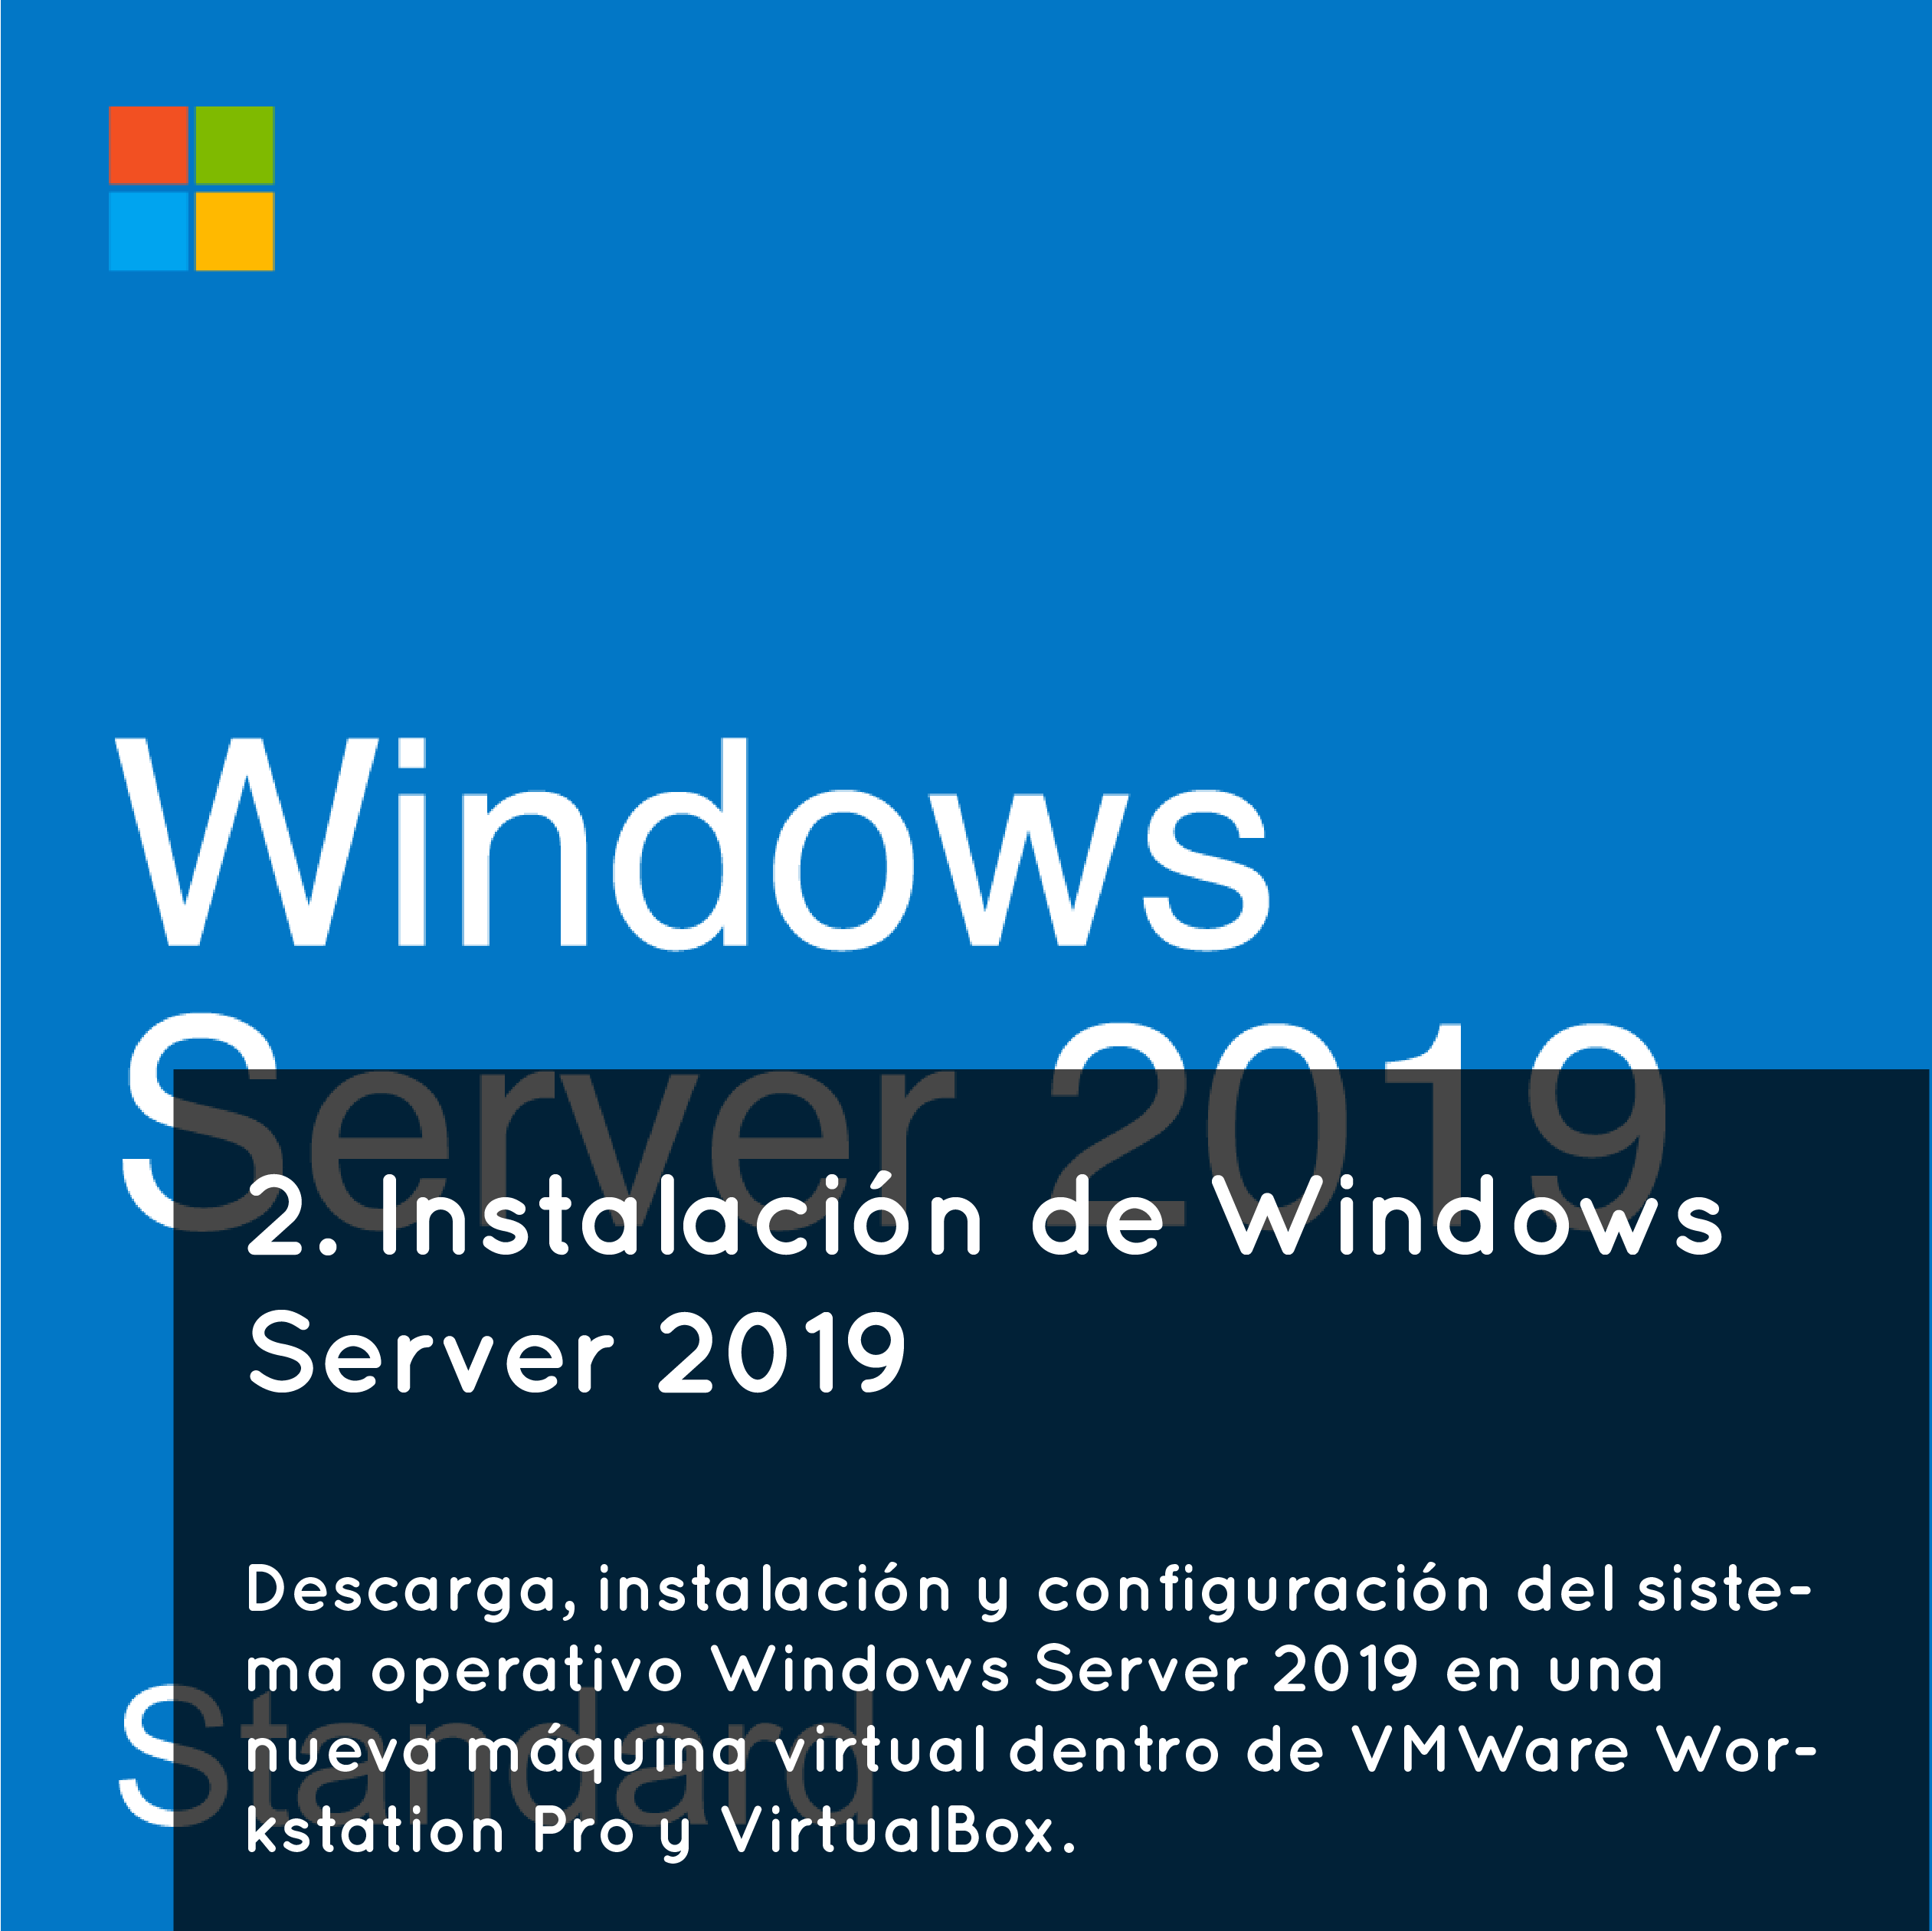 Windows
Server 2019
2. Instalación de Windows
Server 2019
Descarga, instalación y configuración del siste-
ma operativo Windows Server 2019 en una
nueva máquina virtual dentro de VMWare Wor-
kstation Pro y VirtualBox.
Standard